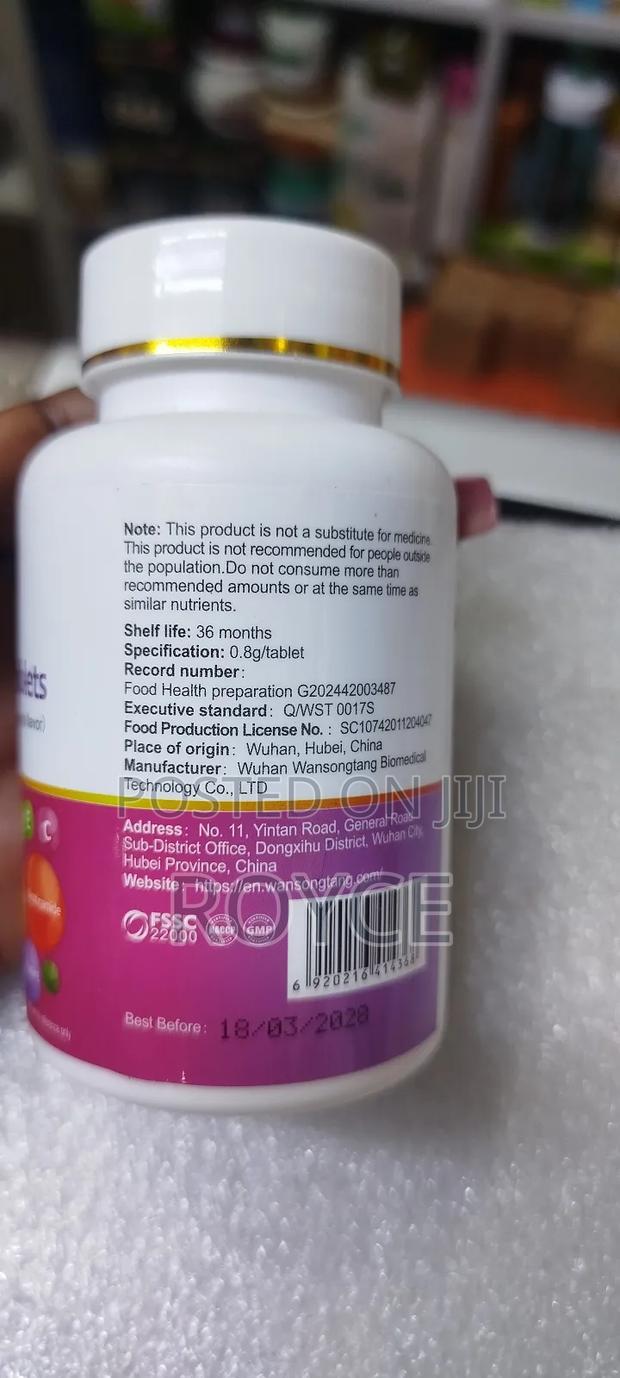 Note: This product is not a substitute for medicine.
This product is not recommended for people outside
the population.Do not consume more than
recommended amounts or at the same time as
similar nutrients.
Shelf life: 36 months
Specification: 0.8g/tablet
Record number:
Food Health preparation G202442003487
Executive standard: Q/WST 0017S
Food Production License No.: SC10742011204047
Place of origin: Wuhan, Hubei, China
Manufacturer: Wuhan Wansongtang Biomedical
Technology Co., LTD
POSTED ON JIJI
Address: No. 11, Yintan Road, General Road
Sub-District Office, Dongxihu District, Wuhan City,
Hubei Province, China
Website: https://en.wansongtang.com/
ROYCE
FSSC
22000
HACCP
GMP
6 920216 414366
Best Before: 18/03/2028
C